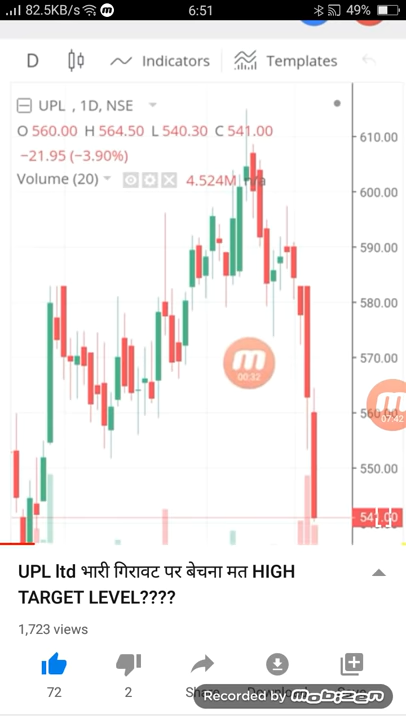 82.5KB/s
6:51
49%
D Indicators Templates
UPL , 1D, NSE
O 560.00 H 564.50 L 540.30 C 541.00
−21.95 (−3.90%)
Volume (20) 4.524M n/a
610.00
600.00
590.00
580.00
570.00
560.00
550.00
541.00
00:32
07:42
UPL ltd भारी गिरावट पर बेचना मत HIGH
TARGET LEVEL????
1,723 views
72 2 Share
Recorded by mobizen